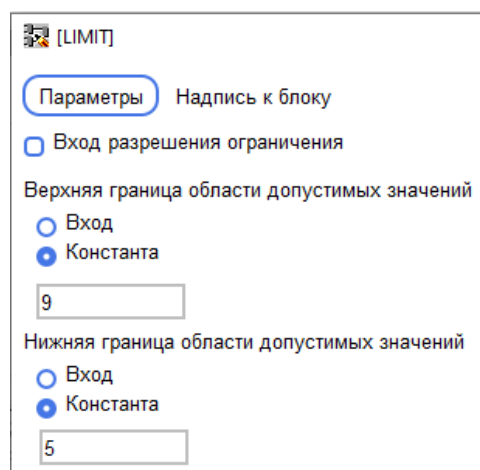 [LIMIT]
Параметры Надпись к блоку
Вход разрешения ограничения
Верхняя граница области допустимых значений
Вход
Константа
9
Нижняя граница области допустимых значений
Вход
Константа
5